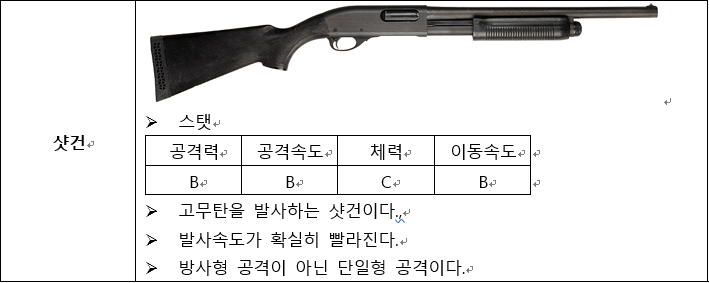 샷건
스탯
공격력 공격속도 체력 이동속도
B B C B
고무탄을 발사하는 샷건이다.,
발사속도가 확실히 빨라진다.
방사형 공격이 아닌 단일형 공격이다.